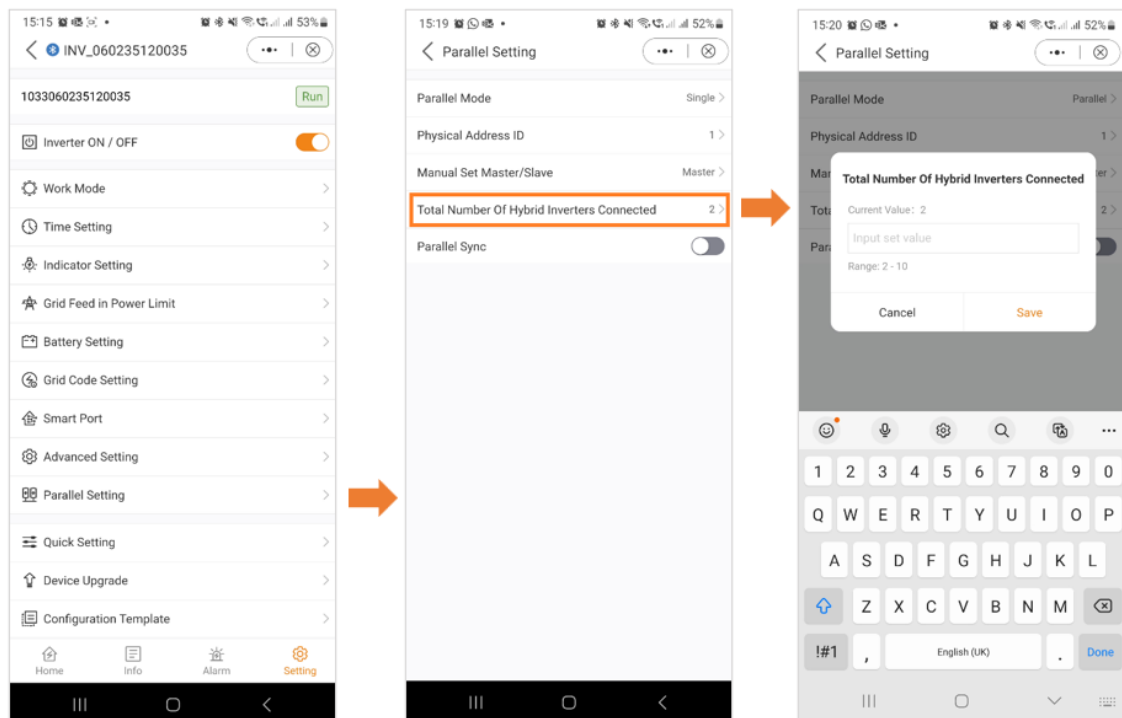 15:15 53%
INV_060235120035
1033060235120035 Run
Inverter ON / OFF
Work Mode
Time Setting
Indicator Setting
Grid Feed in Power Limit
Battery Setting
Grid Code Setting
Smart Port
Advanced Setting
Parallel Setting
Quick Setting
Device Upgrade
Configuration Template
Home Info Alarm Setting
15:19 52%
Parallel Setting
Parallel Mode Single
Physical Address ID 1
Manual Set Master/Slave Master
Total Number Of Hybrid Inverters Connected 2
Parallel Sync
15:20 52%
Parallel Setting
Parallel Mode Parallel
Physical Address ID 1
Mar ter
Tota 2
Par
Total Number Of Hybrid Inverters Connected
Current Value: 2
Input set value
Range: 2 - 10
Cancel Save
1 2 3 4 5 6 7 8 9 0
Q W E R T Y U I O P
A S D F G H J K L
Z X C V B N M
!#1 , English (UK) . Done